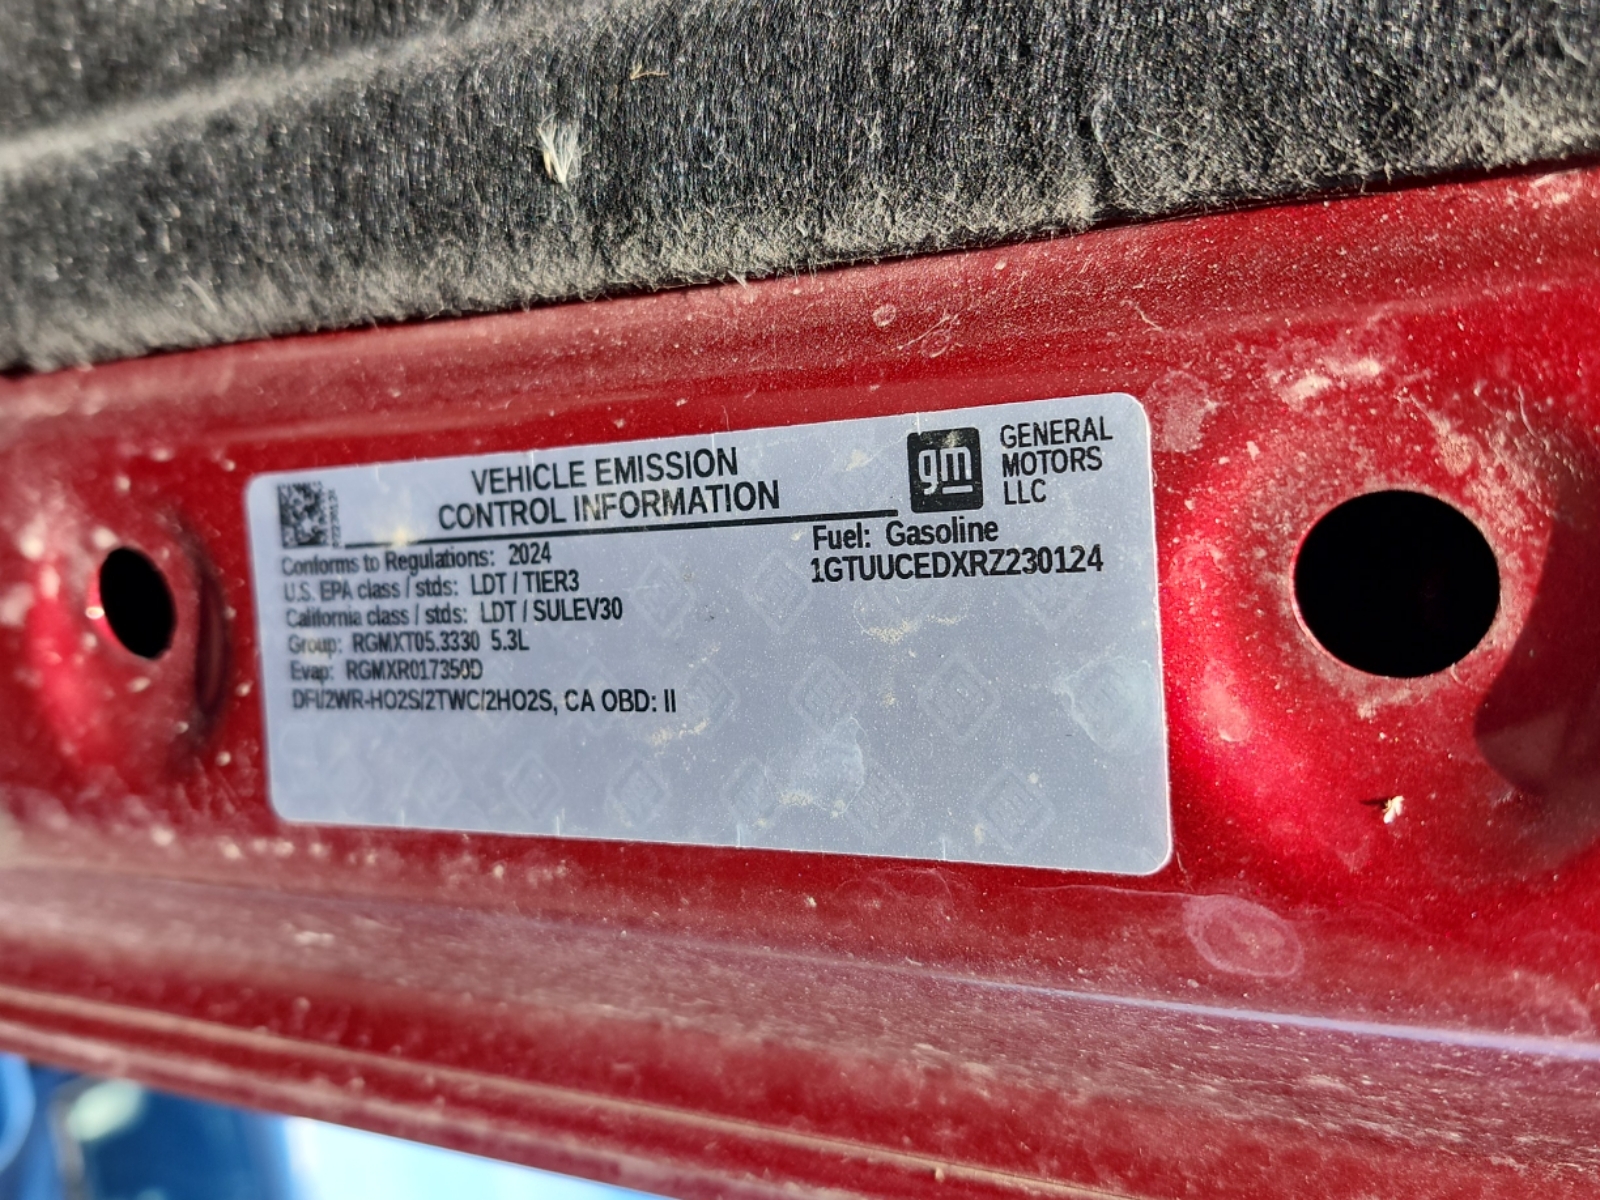 VEHICLE EMISSION
CONTROL INFORMATION
gm
GENERAL
MOTORS
LLC
Conforms to Regulations: 2024
U.S. EPA class / stds: LDT / TIER3
California class / stds: LDT / SULEV30
Group: RGMXT05.3330 5.3L
Evap: RGMXR017350D
DFI/2WR-HO2S/2TWC/2HO2S, CA OBD: II
Fuel: Gasoline
1GTUUCEDXRZ230124